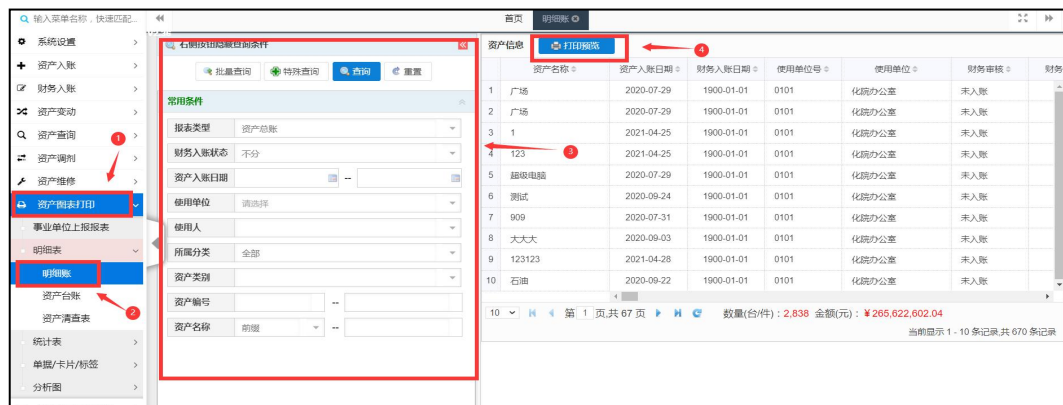 输入菜单名称，快速匹配...
首页 明细账
系统设置
资产入账
财务入账
资产变动
资产查询
资产调剂
资产维修
资产图表打印
事业单位上报报表
明细表
明细账
资产台账
资产清查表
统计表
单据/卡片/标签
分析图
1
2
右侧按钮隐藏查询条件
批量查询 特殊查询 查询 重置
常用条件
报表类型 资产总账
财务入账状态 不分
资产入账日期 --
使用单位 请选择
使用人
所属分类 全部
资产类别
资产编号 --
资产名称 前缀 --
3
资产信息 打印预览
4
资产名称 资产入账日期 财务入账日期 使用单位号 使用单位 财务审核 财务
1 广场 2020-07-29 1900-01-01 0101 化院办公室 未入账
2 广场 2020-07-29 1900-01-01 0101 化院办公室 未入账
3 1 2021-04-25 1900-01-01 0101 化院办公室 未入账
4 123 2021-04-25 1900-01-01 0101 化院办公室 未入账
5 超级电脑 2020-07-29 1900-01-01 0101 化院办公室 未入账
6 测试 2020-09-24 1900-01-01 0101 化院办公室 未入账
7 909 2020-07-31 1900-01-01 0101 化院办公室 未入账
8 大大大 2020-09-03 1900-01-01 0101 化院办公室 未入账
9 123123 2021-04-28 1900-01-01 0101 化院办公室 未入账
10 石油 2020-09-22 1900-01-01 0101 化院办公室 未入账
10 第 1 页,共 67 页 数量(台/件)：2,838 金额(元)：¥265,622,602.04
当前显示 1 - 10 条记录,共 670 条记录